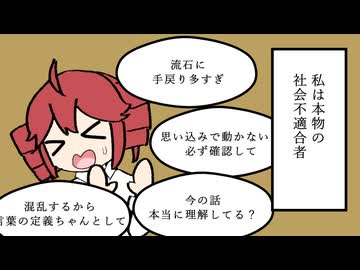 私は本物の
社会不適合者
流石に
手戻り多すぎ
思い込みで動かない
必ず確認して
今の話
本当に理解してる？
混乱するから
言葉の定義ちゃんとして